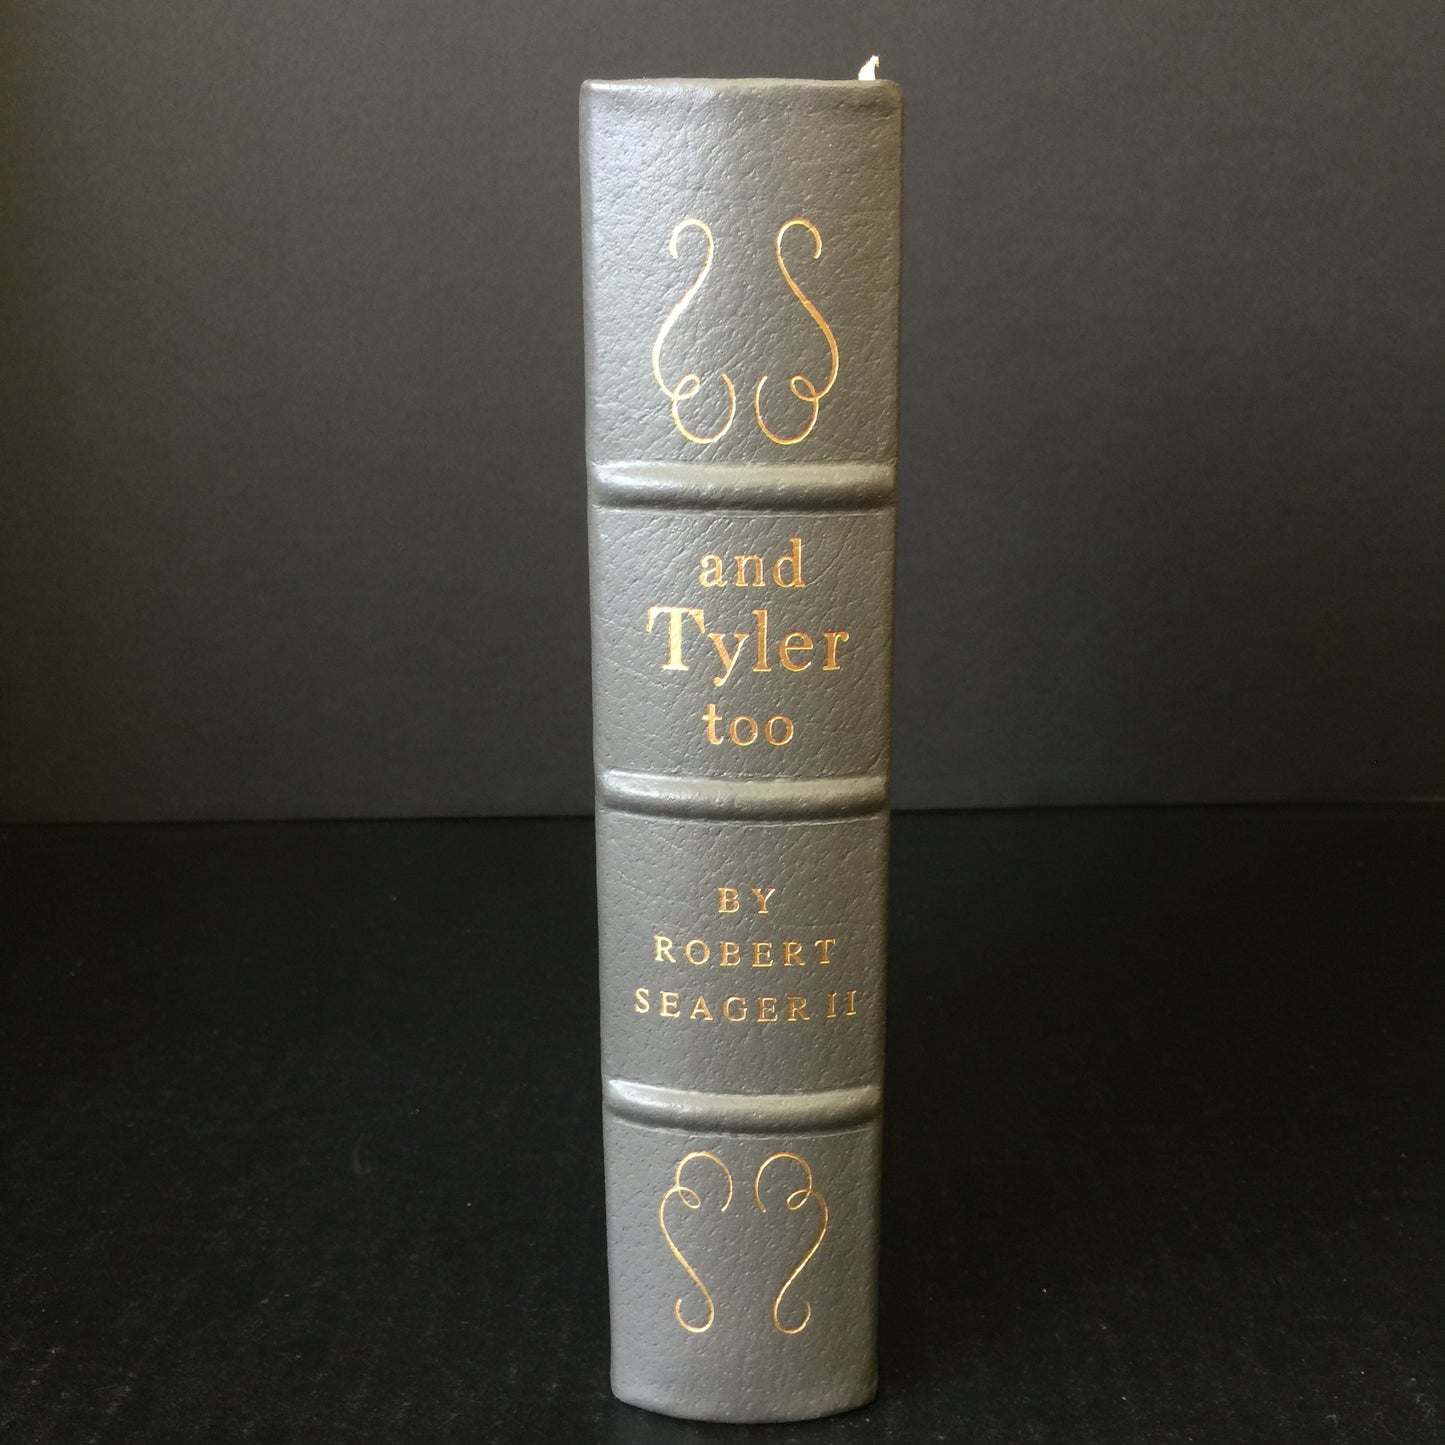 and
Tyler
too
BY
ROBERT
SEAGER II